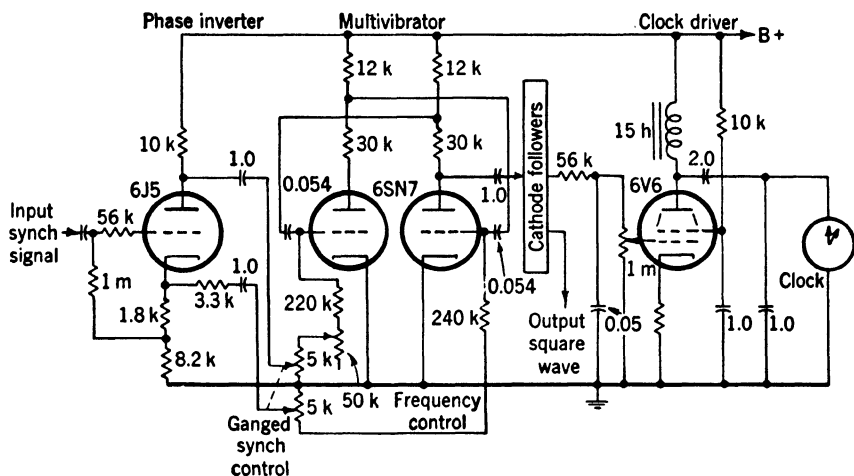 Phase inverter
Multivibrator
Clock driver
B+
12 k
12 k
10 k
30 k
30 k
15 h
10 k
6J5
1.0
0.054
6SN7
1.0
Cathode followers
56 k
6V6
2.0
Input
synch
signal
56 k
1 m
1.0
3.3 k
1.8 k
8.2 k
220 k
240 k
0.054
Output
square
wave
1 m
0.05
1.0
1.0
Clock
5 k
5 k
50 k
Frequency
control
Ganged
synch
control